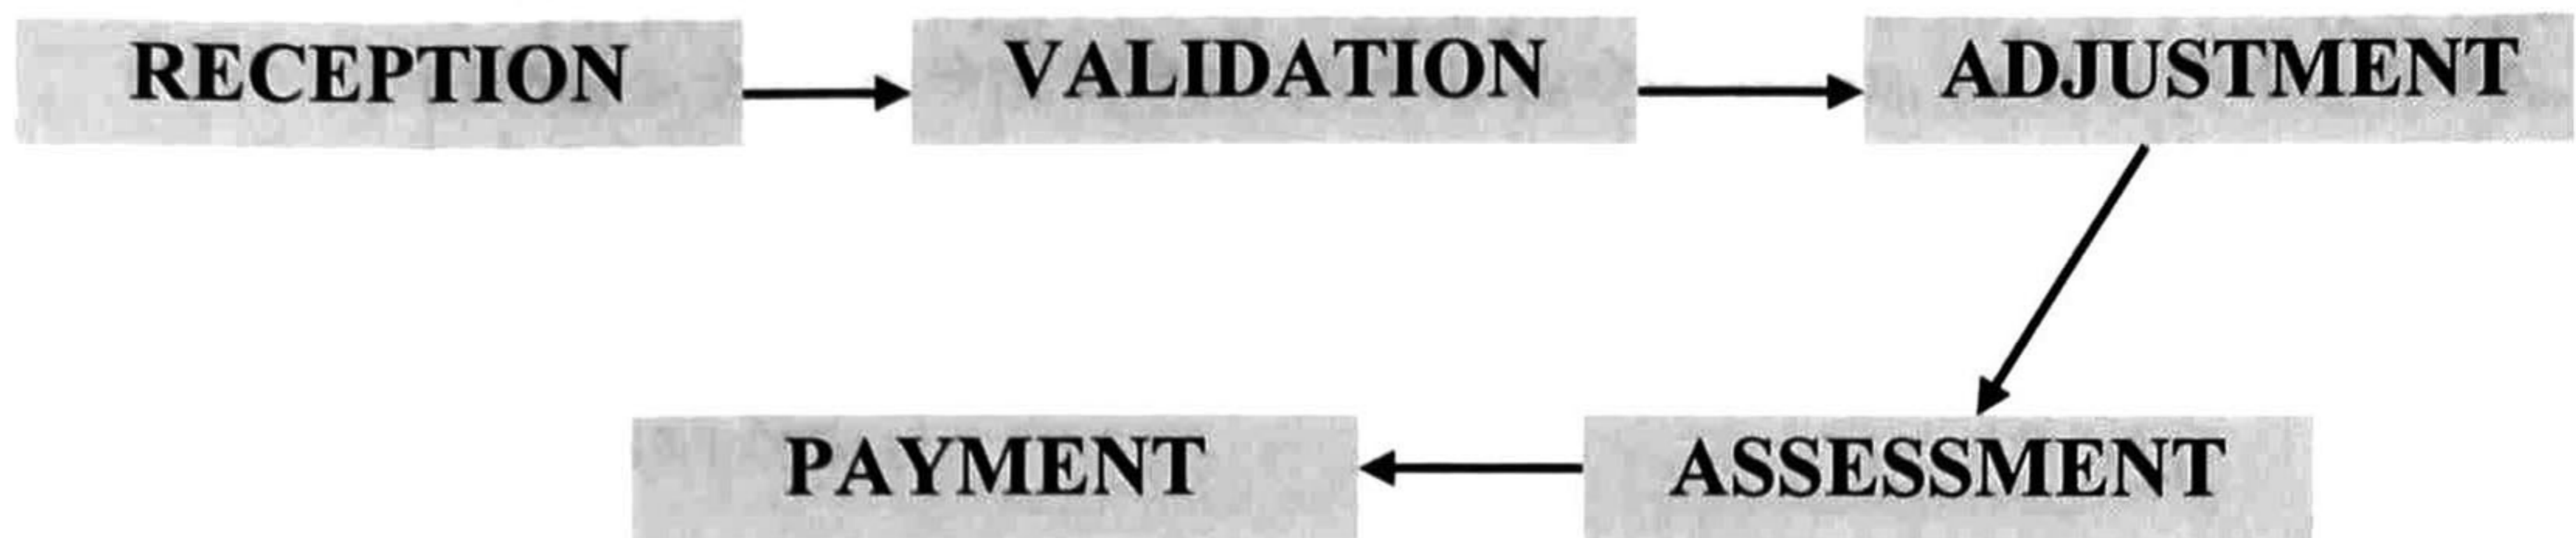 RECEPTION
VALIDATION
ADJUSTMENT
ASSESSMENT
PAYMENT